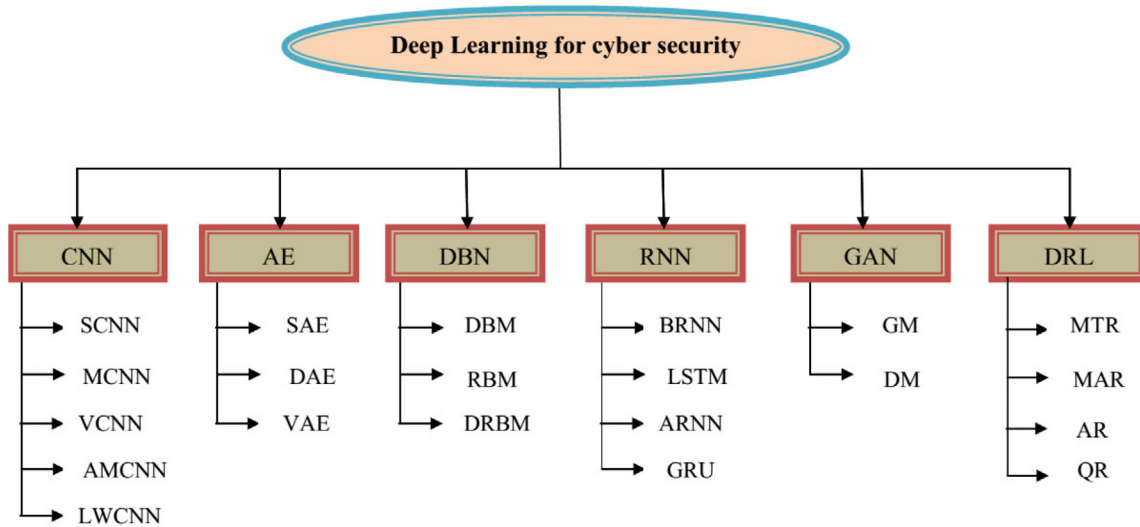 Deep Learning for cyber security
CNN
AE
DBN
RNN
GAN
DRL
SCNN
MCNN
VCNN
AMCNN
LWCNN
SAE
DAE
VAE
DBM
RBM
DRBM
BRNN
LSTM
ARNN
GRU
GM
DM
MTR
MAR
AR
QR